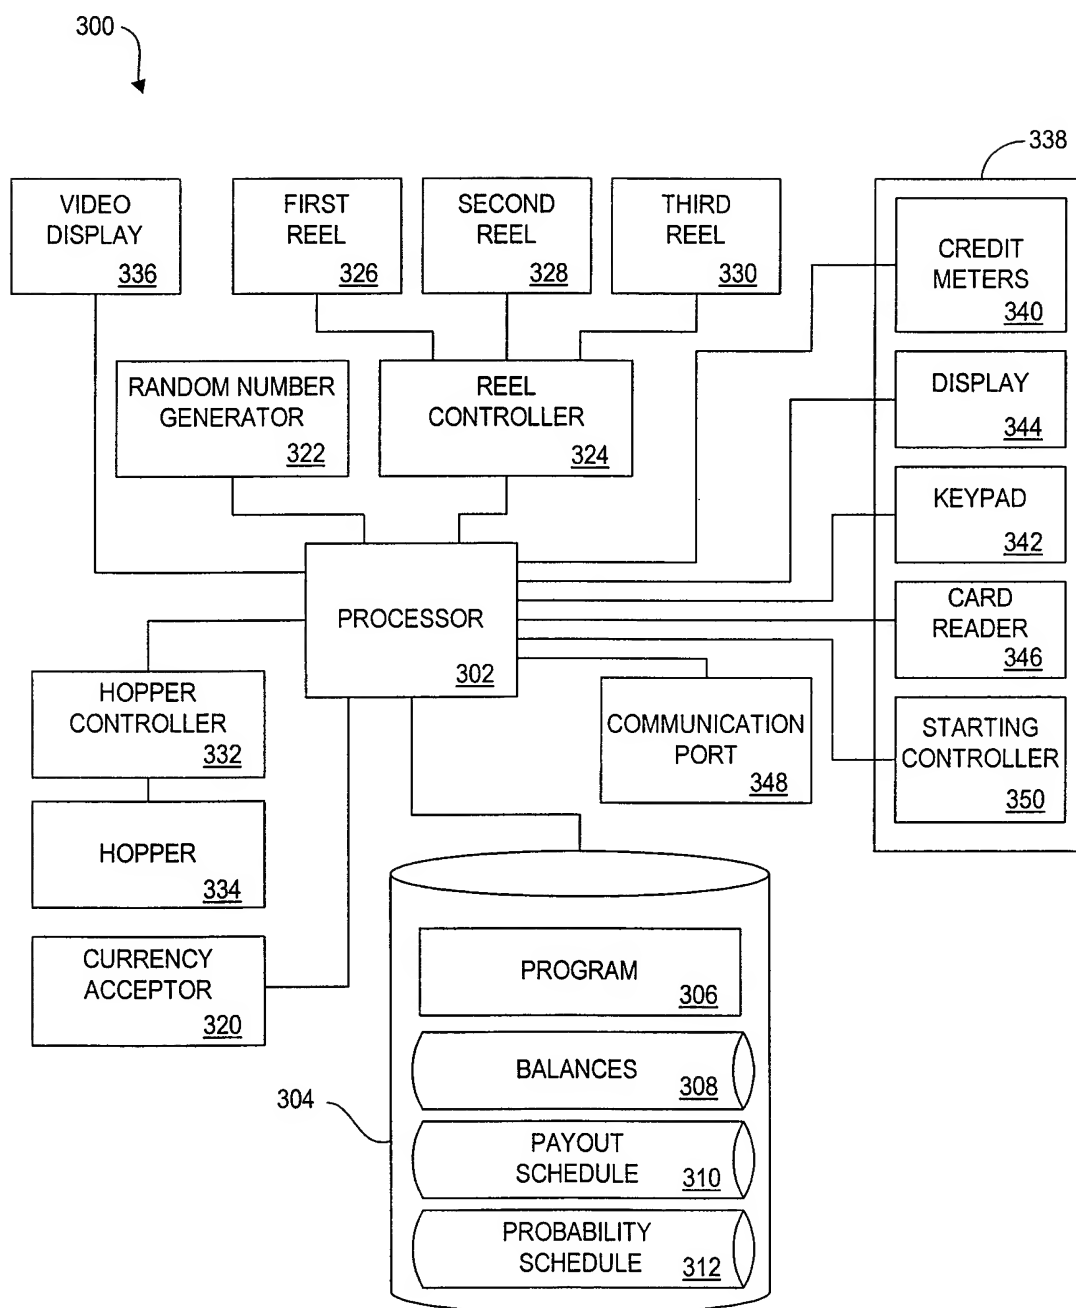 300
338
VIDEO
DISPLAY
336
FIRST
REEL
326
SECOND
REEL
328
THIRD
REEL
330
CREDIT
METERS
340
RANDOM NUMBER
GENERATOR
322
REEL
CONTROLLER
324
DISPLAY
344
KEYPAD
342
PROCESSOR
302
CARD
READER
346
HOPPER
CONTROLLER
332
COMMUNICATION
PORT
348
STARTING
CONTROLLER
350
HOPPER
334
CURRENCY
ACCEPTOR
320
PROGRAM
306
BALANCES
308
304
PAYOUT
SCHEDULE
310
PROBABILITY
SCHEDULE
312